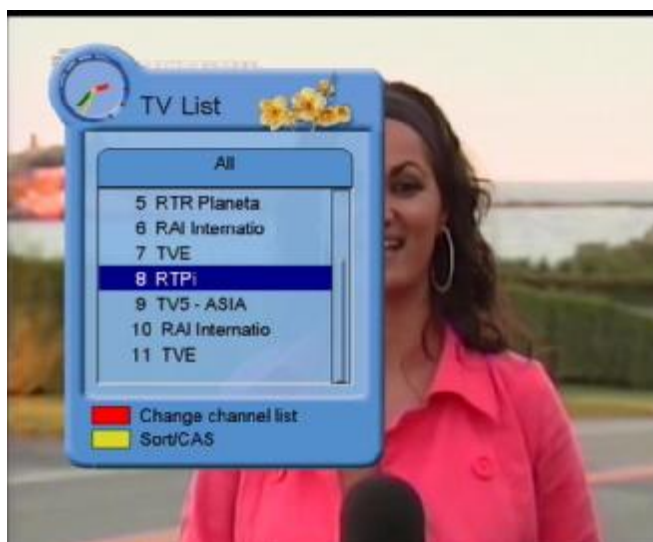 TV List
All
5 RTR Planeta
6 RAI Internatio
7 TVE
8 RTPi
9 TV5 - ASIA
10 RAI Internatio
11 TVE
Change channel list
Sort/CAS